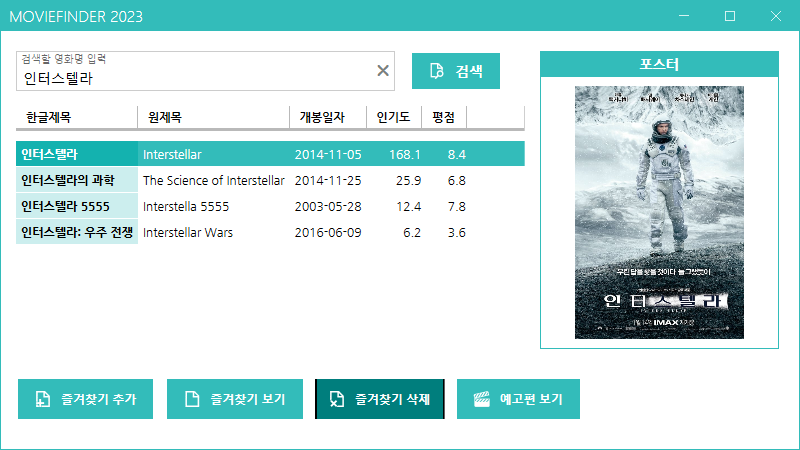 MOVIEFINDER 2023
검색할 영화명 입력
인터스텔라
검색
한글제목 원제목 개봉일자 인기도 평점
인터스텔라 Interstellar 2014-11-05 168.1 8.4
인터스텔라의 과학 The Science of Interstellar 2014-11-25 25.9 6.8
인터스텔라 5555 Interstella 5555 2003-05-28 12.4 7.8
인터스텔라: 우주 전쟁 Interstellar Wars 2016-06-09 6.2 3.6
포스터
우린 답을 찾을 것이다 늘 그랬듯이
인터스텔라
IMAX
즐겨찾기 추가
즐겨찾기 보기
즐겨찾기 삭제
예고편 보기